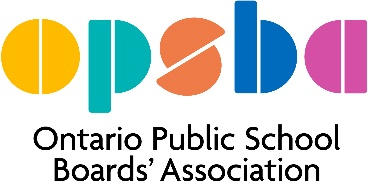 opsba
Ontario Public School
Boards' Association